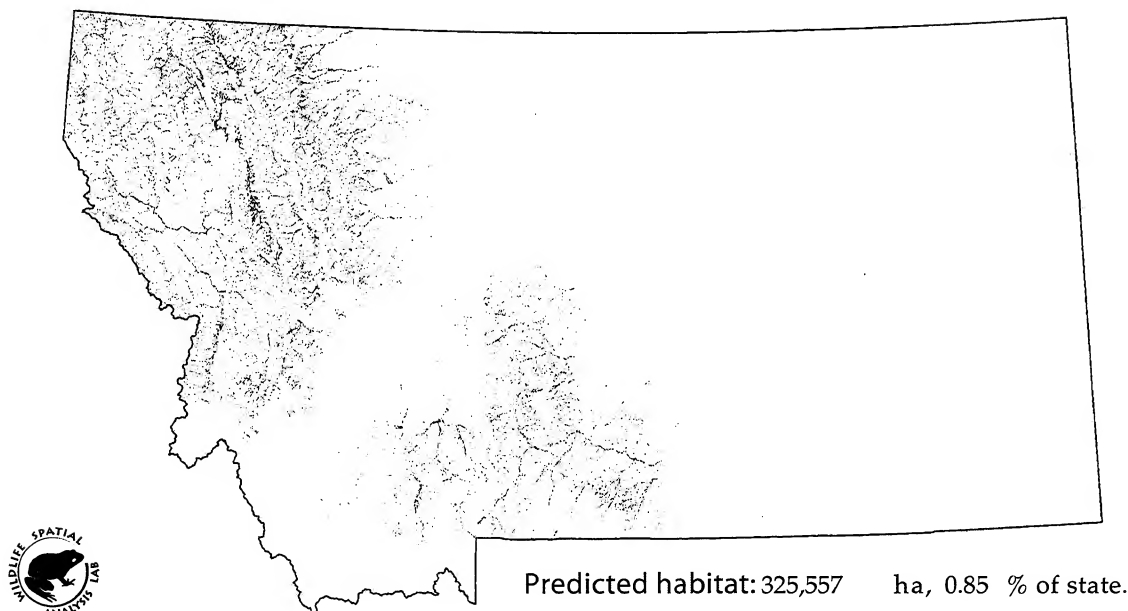 WILDLIFE SPATIAL
ANALYSIS LAB
Predicted habitat: 325,557 ha, 0.85 % of state.